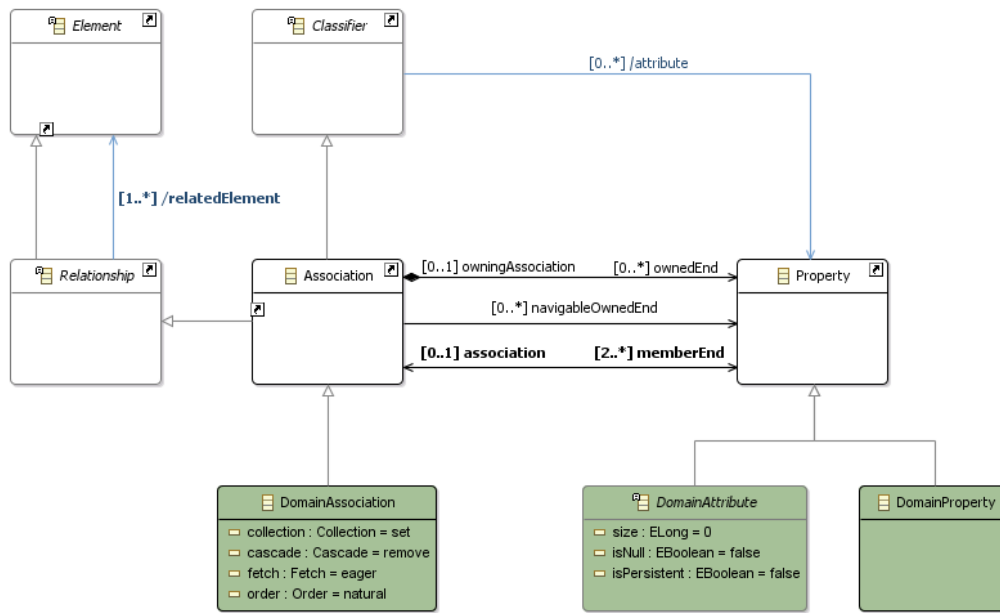 Element
Classifier
[0..*] /attribute
[1..*] /relatedElement
Relationship
Association
[0..1] owningAssociation
[0..*] ownedEnd
Property
[0..*] navigableOwnedEnd
[0..1] association
[2..*] memberEnd
DomainAssociation
collection : Collection = set
cascade : Cascade = remove
fetch : Fetch = eager
order : Order = natural
DomainAttribute
size : ELong = 0
isNull : EBoolean = false
isPersistent : EBoolean = false
DomainProperty